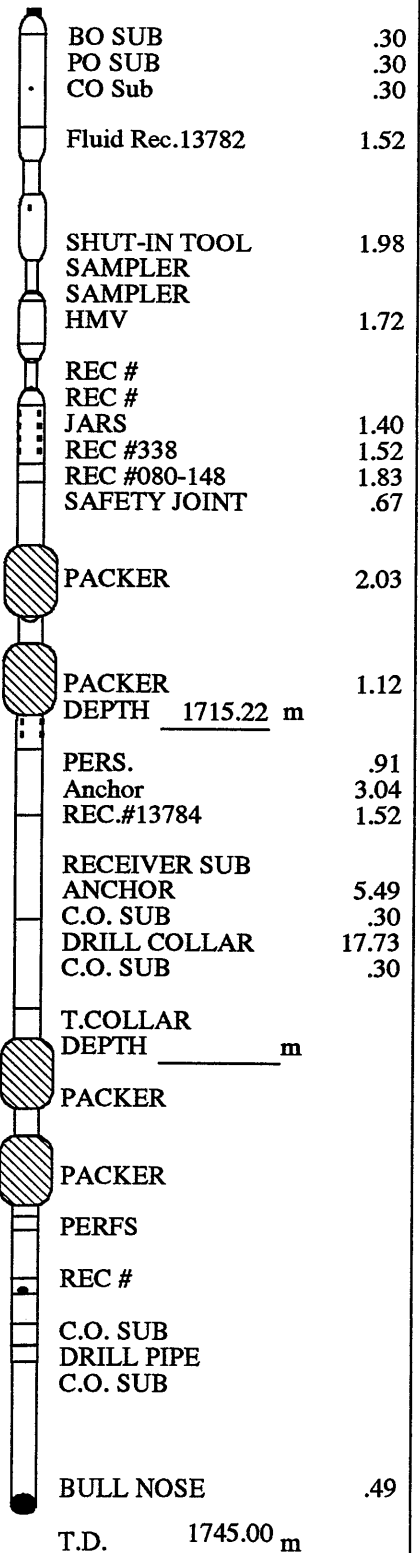 BO SUB .30
PO SUB .30
CO Sub .30
Fluid Rec.13782 1.52
SHUT-IN TOOL 1.98
SAMPLER
SAMPLER
HMV 1.72
REC #
REC #
JARS 1.40
REC #338 1.52
REC #080-148 1.83
SAFETY JOINT .67
PACKER 2.03
PACKER 1.12
DEPTH 1715.22 m
PERS. .91
Anchor 3.04
REC.#13784 1.52
RECEIVER SUB
ANCHOR 5.49
C.O. SUB .30
DRILL COLLAR 17.73
C.O. SUB .30
T.COLLAR
DEPTH m
PACKER
PACKER
PERFS
REC #
C.O. SUB
DRILL PIPE
C.O. SUB
BULL NOSE .49
T.D. 1745.00 m